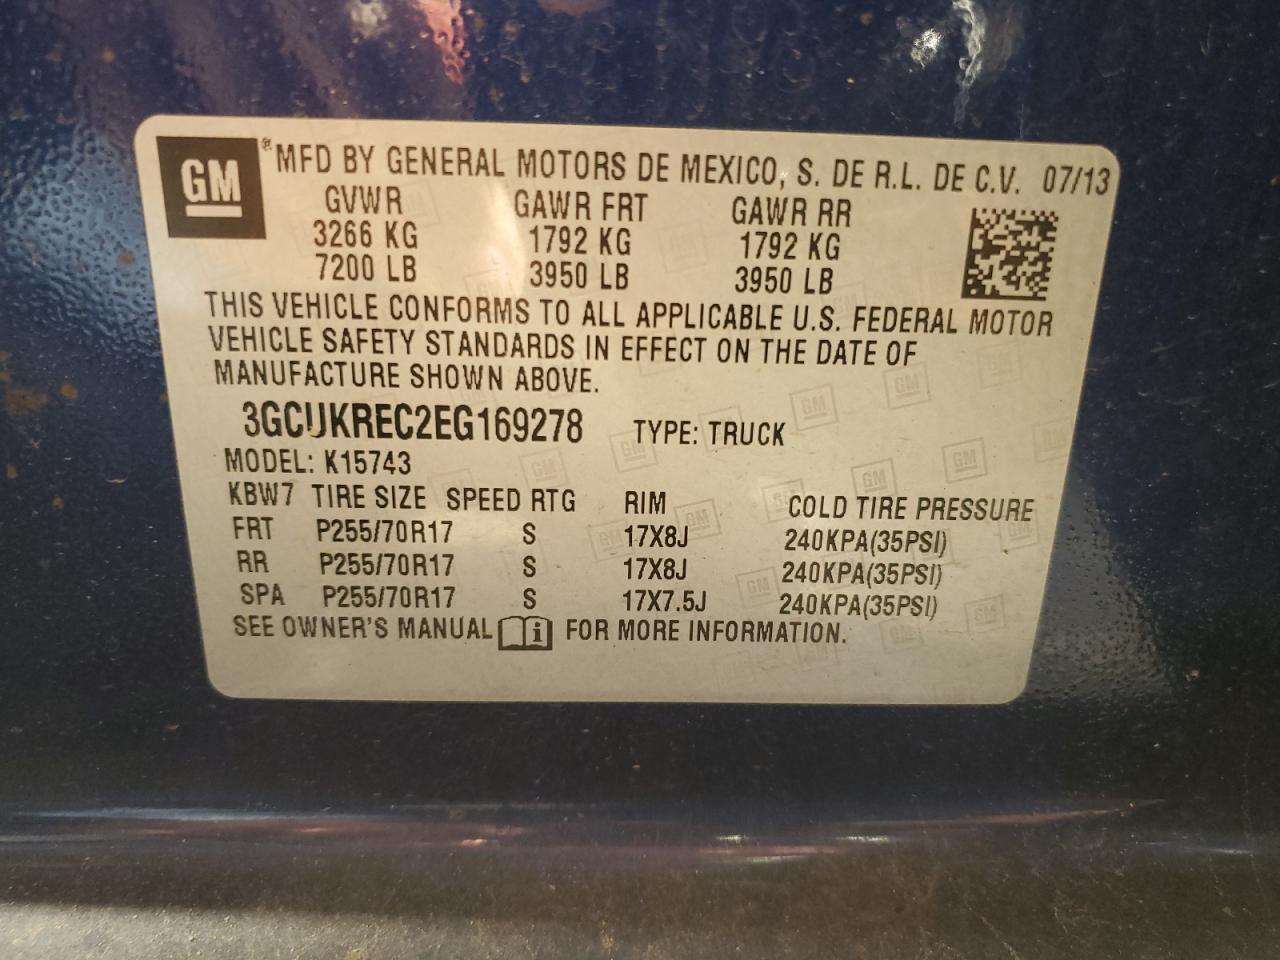 GM ® MFD BY GENERAL MOTORS DE MEXICO, S. DE R.L. DE C.V. 07/13
GVWR GAWR FRT GAWR RR
3266 KG 1792 KG 1792 KG
7200 LB 3950 LB 3950 LB
THIS VEHICLE CONFORMS TO ALL APPLICABLE U.S. FEDERAL MOTOR
VEHICLE SAFETY STANDARDS IN EFFECT ON THE DATE OF
MANUFACTURE SHOWN ABOVE.
3GCUKREC2EG169278 TYPE: TRUCK
MODEL: K15743
KBW7 TIRE SIZE SPEED RTG RIM COLD TIRE PRESSURE
FRT P255/70R17 S 17X8J 240KPA(35PSI)
RR P255/70R17 S 17X8J 240KPA(35PSI)
SPA P255/70R17 S 17X7.5J 240KPA(35PSI)
SEE OWNER'S MANUAL i FOR MORE INFORMATION.